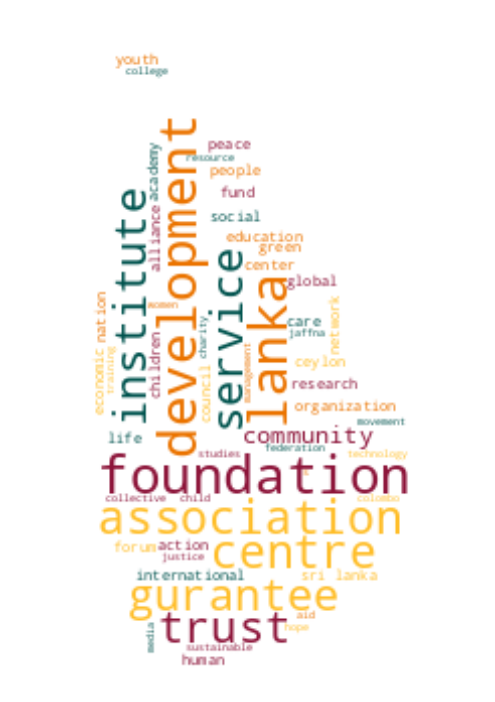 youth
college
development
peace
resource
academy
people
institute
fund
alliance
social
education
green
service
center
lanka
global
nation
women
network
care
charity
jaffna
children
economic
training
council
management
ceylon
research
organization
movement
life
community
federation
studies
technology
foundation
collective child
colombo
association
forum
action
centre
justice
international
sri lanka
gurantee
aid
trust
hope
media
sustainable
human